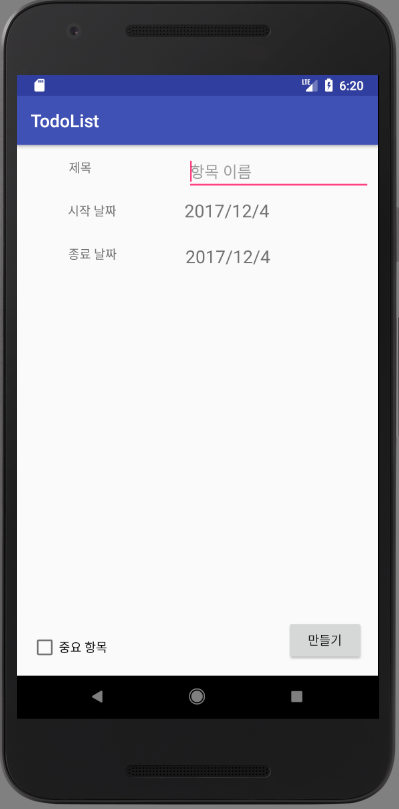 LTE 6:20
TodoList
제목 항목 이름
시작 날짜 2017/12/4
종료 날짜 2017/12/4
중요 항목 만들기